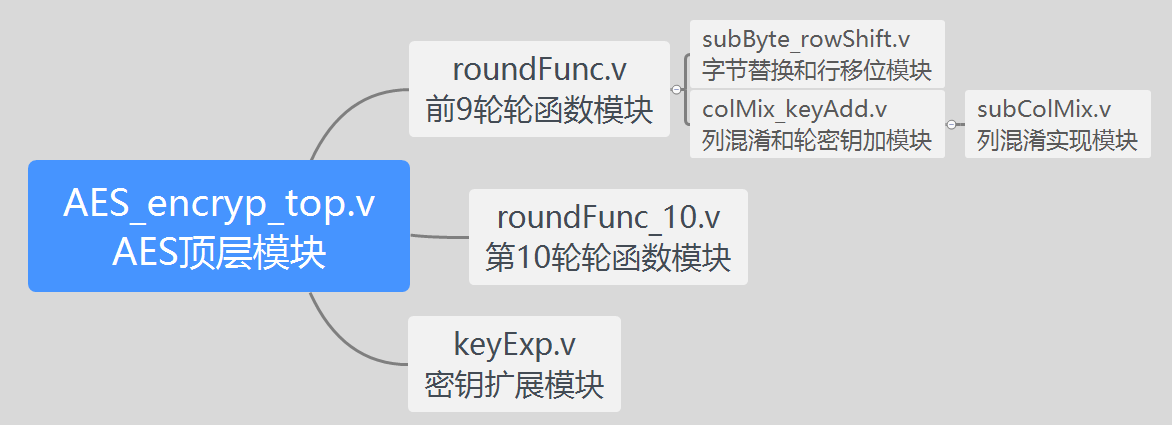 AES_encryp_top.v
AES顶层模块
roundFunc.v
前9轮轮函数模块
subByte_rowShift.v
字节替换和行移位模块
colMix_keyAdd.v
列混淆和轮密钥加模块
subColMix.v
列混淆实现模块
roundFunc_10.v
第10轮轮函数模块
keyExp.v
密钥扩展模块